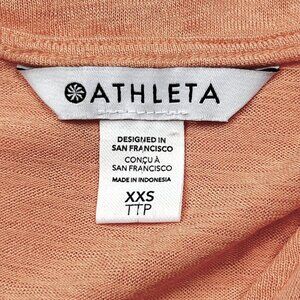 ATHLETA
DESIGNED IN
SAN FRANCISCO
CONÇU À
SAN FRANCISCO
MADE IN INDONESIA
XXS
TTP